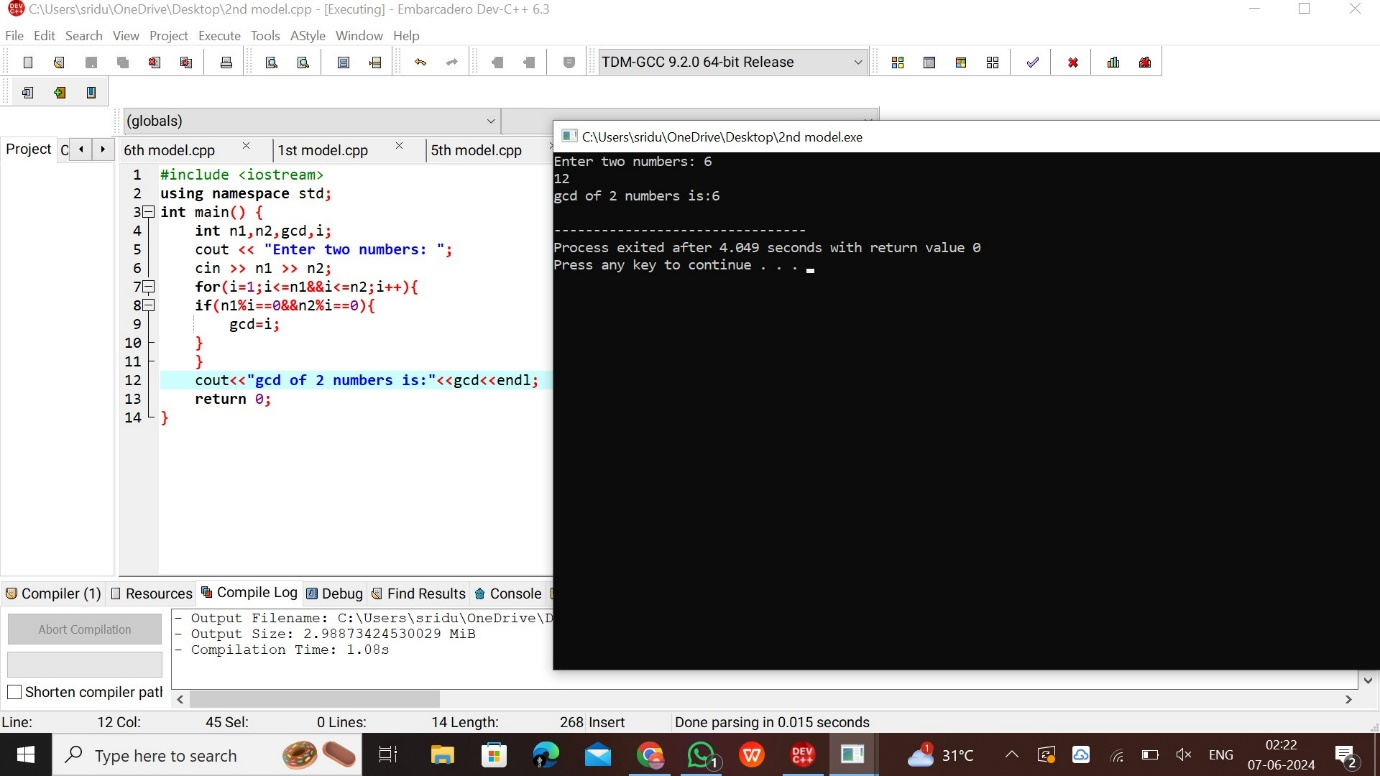 C:\Users\sridu\OneDrive\Desktop\2nd model.cpp - [Executing] - Embarcadero Dev-C++ 6.3
File Edit Search View Project Execute Tools AStyle Window Help
TDM-GCC 9.2.0 64-bit Release
(globals)
Project
6th model.cpp 1st model.cpp 5th model.cpp
1 #include <iostream>
2 using namespace std;
3 int main() {
4 int n1,n2,gcd,i;
5 cout << "Enter two numbers: ";
6 cin >> n1 >> n2;
7 for(i=1;i<=n1&&i<=n2;i++){
8 if(n1%i==0&&n2%i==0){
9 gcd=i;
10 }
11 }
12 cout<<"gcd of 2 numbers is:"<<gcd<<endl;
13 return 0;
14 }
C:\Users\sridu\OneDrive\Desktop\2nd model.exe
Enter two numbers: 6
12
gcd of 2 numbers is:6
--------------------------------
Process exited after 4.049 seconds with return value 0
Press any key to continue . . .
Compiler (1) Resources Compile Log Debug Find Results Console
Abort Compilation
Shorten compiler patl
- Output Filename: C:\Users\sridu\OneDrive\D
- Output Size: 2.98873424530029 MiB
- Compilation Time: 1.08s
Line: 12 Col: 45 Sel: 0 Lines: 14 Length: 268 Insert Done parsing in 0.015 seconds
Type here to search
1
DEV C++
1
31°C
ENG
02:22
07-06-2024
2